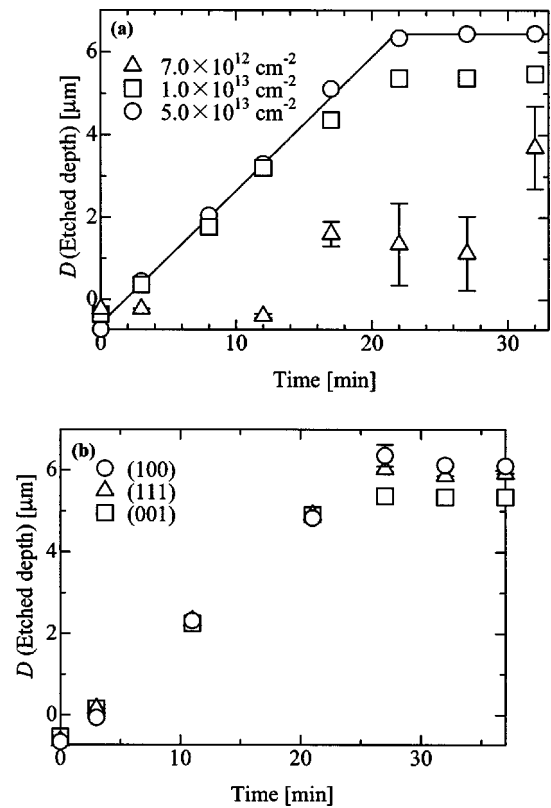 (a)
△ 7.0×10¹² cm⁻²
□ 1.0×10¹³ cm⁻²
○ 5.0×10¹³ cm⁻²
D (Etched depth) [μm]
6
4
2
0
0 10 20 30
Time [min]
(b)
○ (100)
△ (111)
□ (001)
D (Etched depth) [μm]
6
4
2
0
0 10 20 30
Time [min]